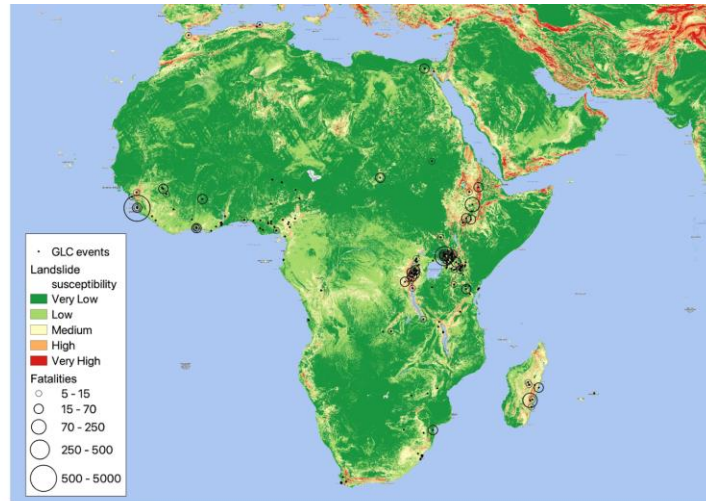 GLC events
Landslide
susceptibility
Very Low
Low
Medium
High
Very High
Fatalities
5 - 15
15 - 70
70 - 250
250 - 500
500 - 5000